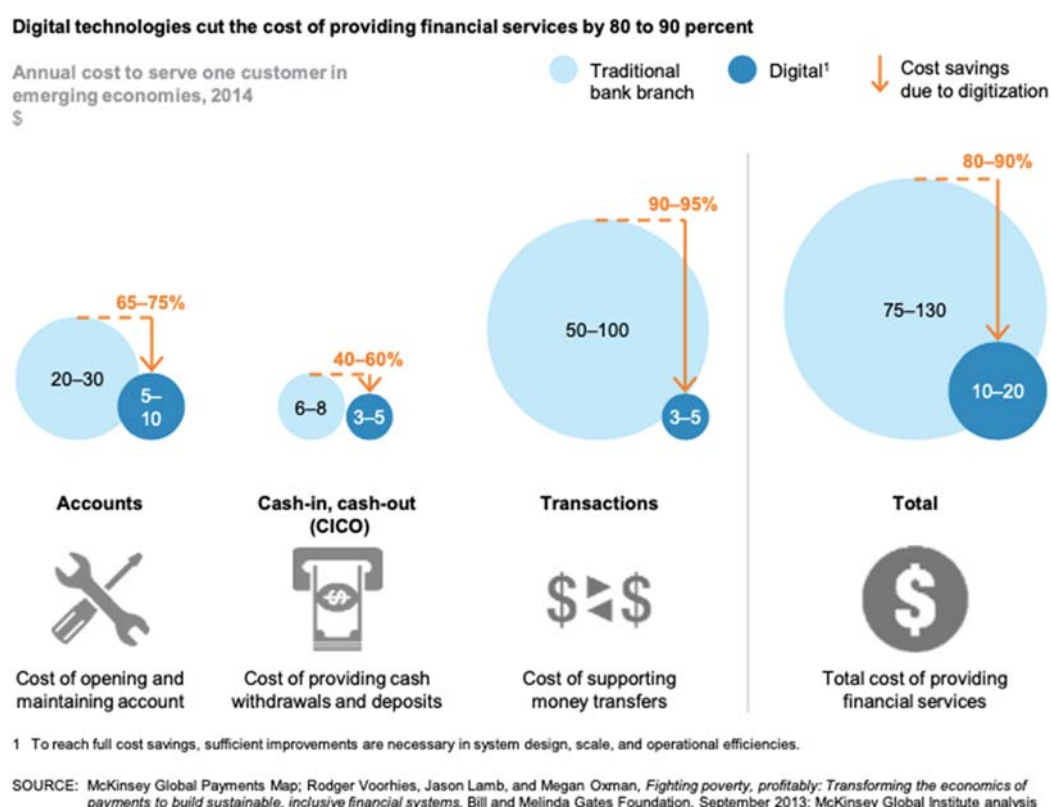 Digital technologies cut the cost of providing financial services by 80 to 90 percent
Annual cost to serve one customer in
emerging economies, 2014
$
Traditional
bank branch
Digital¹
Cost savings
due to digitization
65–75%
20–30
5–
10
40–60%
6–8
3–5
90–95%
50–100
3–5
80–90%
75–130
10–20
Accounts
Cash-in, cash-out
(CICO)
Transactions
Total
$
$ $
$
Cost of opening and
maintaining account
Cost of providing cash
withdrawals and deposits
Cost of supporting
money transfers
Total cost of providing
financial services
1 To reach full cost savings, sufficient improvements are necessary in system design, scale, and operational efficiencies.
SOURCE: McKinsey Global Payments Map; Rodger Voorhies, Jason Lamb, and Megan Oxman, Fighting poverty, profitably: Transforming the economics of
payments to build sustainable, inclusive financial systems, Bill and Melinda Gates Foundation, September 2013; McKinsey Global Institute analysis